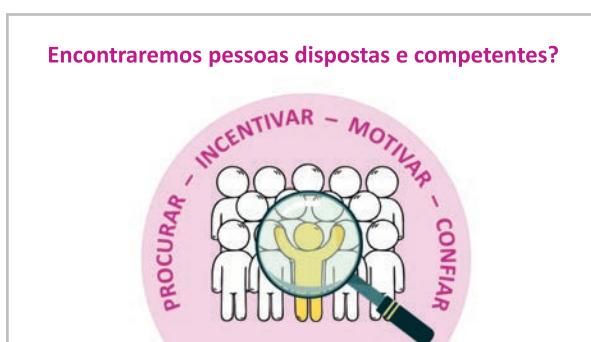 Encontraremos pessoas dispostas e competentes?
PROCURAR – INCENTIVAR – MOTIVAR – CONFIAR